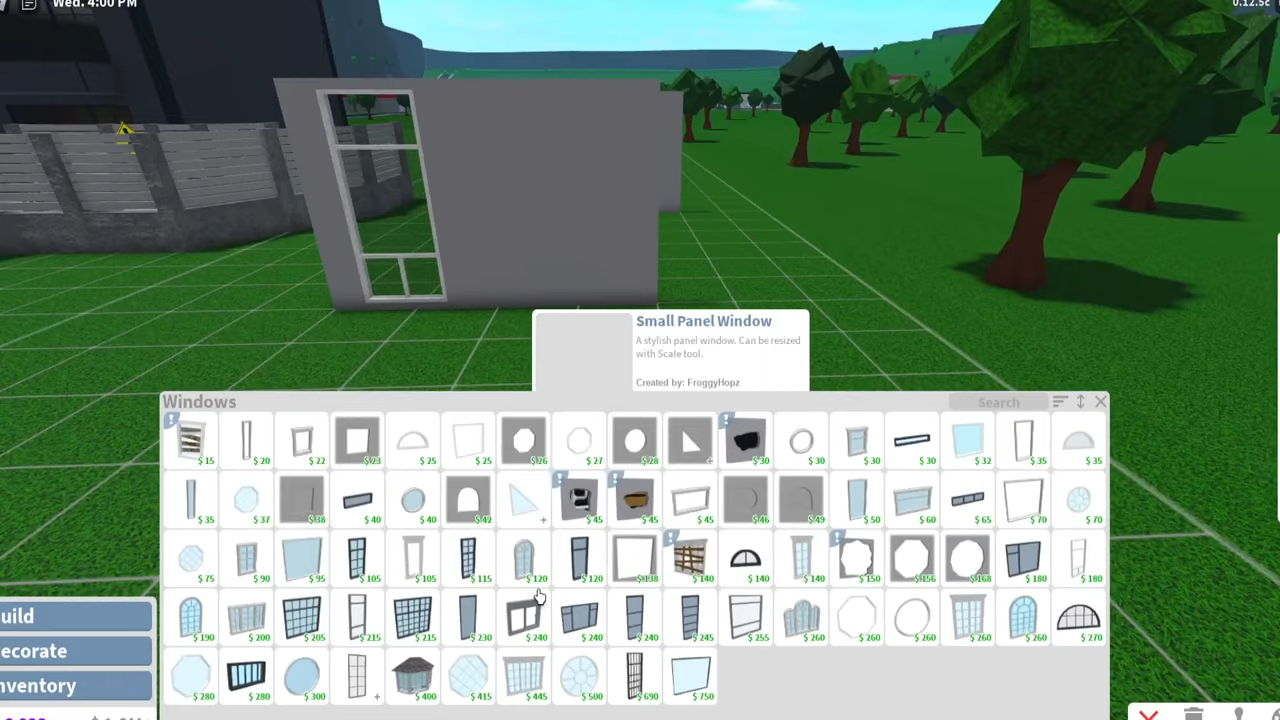 Wed. 4:00 PM
Small Panel Window
A stylish panel window. Can be resized
with Scale tool.
Created by: FroggyHopz
Windows
Search
$ 15 $ 20 $ 22 $ 23 $ 25 $ 25 $ 26 $ 27 $ 28 $ 30 $ 30 $ 30 $ 30 $ 32 $ 35 $ 35
$ 35 $ 37 $ 38 $ 40 $ 40 $ 42 $ 45 $ 45 $ 45 $ 46 $ 49 $ 50 $ 60 $ 65 $ 70 $ 70
$ 75 $ 90 $ 95 $ 105 $ 105 $ 115 $ 120 $ 120 $ 138 $ 140 $ 140 $ 140 $ 150 $ 156 $ 168 $ 180 $ 180
$ 190 $ 200 $ 205 $ 215 $ 215 $ 230 $ 240 $ 240 $ 240 $ 245 $ 255 $ 260 $ 260 $ 260 $ 260 $ 260 $ 270
$ 280 $ 280 $ 300 $ 400 $ 415 $ 445 $ 500 $ 690 $ 750
uild
ecorate
nventory